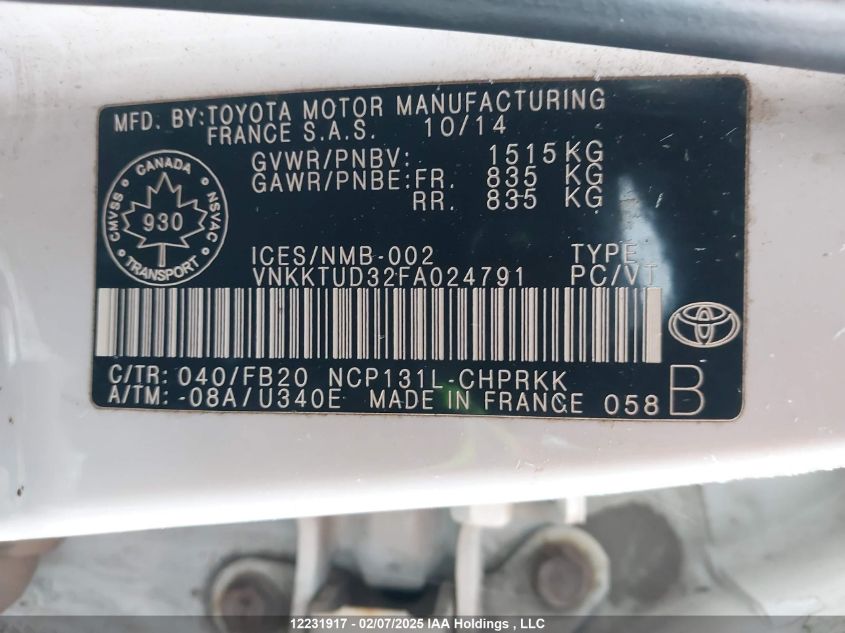 MFD. BY:TOYOTA MOTOR MANUFACTURING
FRANCE S.A.S. 10/14
GVWR/PNBV: 1515 KG
GAWR/PNBE:FR. 835 KG
RR. 835 KG
CANADA
CMVSS
930
NSVAC
TRANSPORT
ICES/NMB-002 TYPE
VNKKTUD32FA024791 PC/VT
C/TR: 040/FB20 NCP131L-CHPRKK
A/TM: -08A/U340E MADE IN FRANCE 058 B
12231917 - 02/07/2025 IAA Holdings , LLC